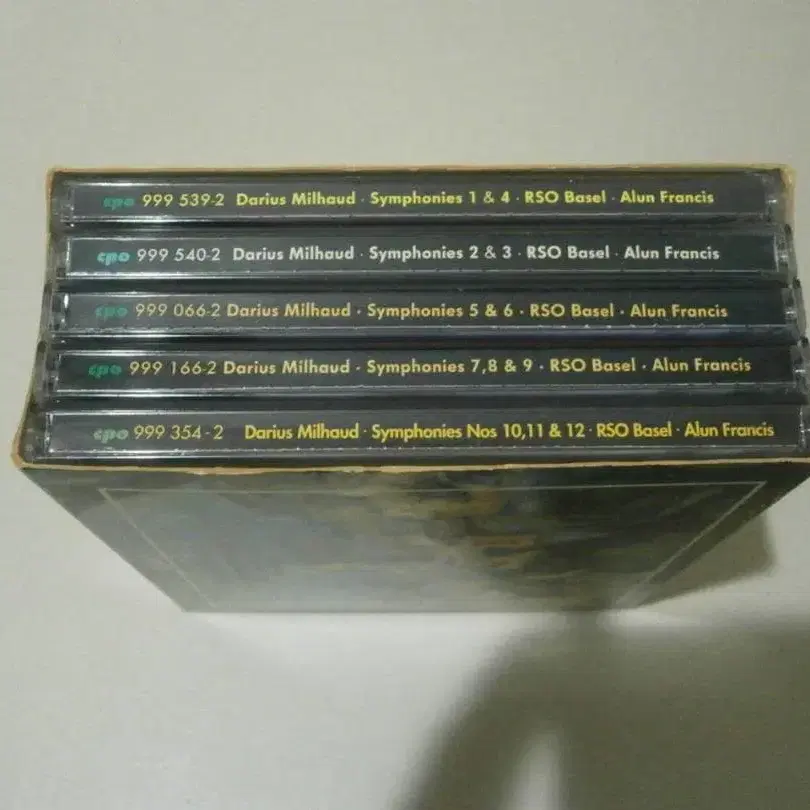 cpo 999 539-2 Darius Milhaud · Symphonies 1 & 4 · RSO Basel · Alun Francis
cpo 999 540-2 Darius Milhaud · Symphonies 2 & 3 · RSO Basel · Alun Francis
cpo 999 066-2 Darius Milhaud · Symphonies 5 & 6 · RSO Basel · Alun Francis
cpo 999 166-2 Darius Milhaud · Symphonies 7,8 & 9 · RSO Basel · Alun Francis
cpo 999 354-2 Darius Milhaud · Symphonies Nos 10,11 & 12 · RSO Basel · Alun Francis